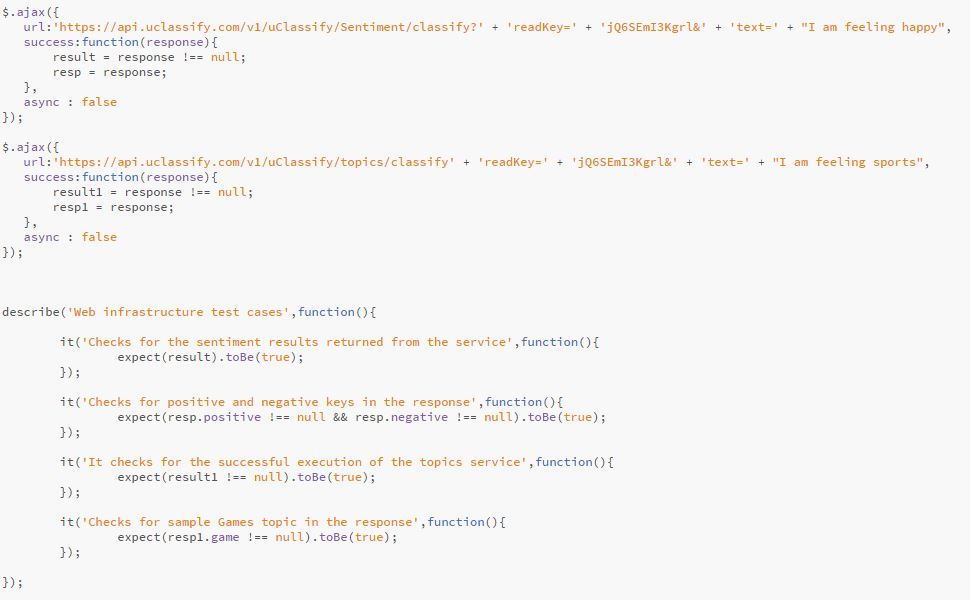 $.ajax({
url:'https://api.uclassify.com/v1/uClassify/Sentiment/classify?' + 'readKey=' + 'jQ6SEmI3Kgrl&' + 'text=' + "I am feeling happy",
success:function(response){
result = response !== null;
resp = response;
},
async : false
});
$.ajax({
url:'https://api.uclassify.com/v1/uClassify/topics/classify' + 'readKey=' + 'jQ6SEmI3Kgrl&' + 'text=' + "I am feeling sports",
success:function(response){
result1 = response !== null;
resp1 = response;
},
async : false
});
describe('Web infrastructure test cases',function(){
it('Checks for the sentiment results returned from the service',function(){
expect(result).toBe(true);
});
it('Checks for positive and negative keys in the response',function(){
expect(resp.positive !== null && resp.negative !== null).toBe(true);
});
it('It checks for the successful execution of the topics service',function(){
expect(result1 !== null).toBe(true);
});
it('Checks for sample Games topic in the response',function(){
expect(resp1.game !== null).toBe(true);
});
});